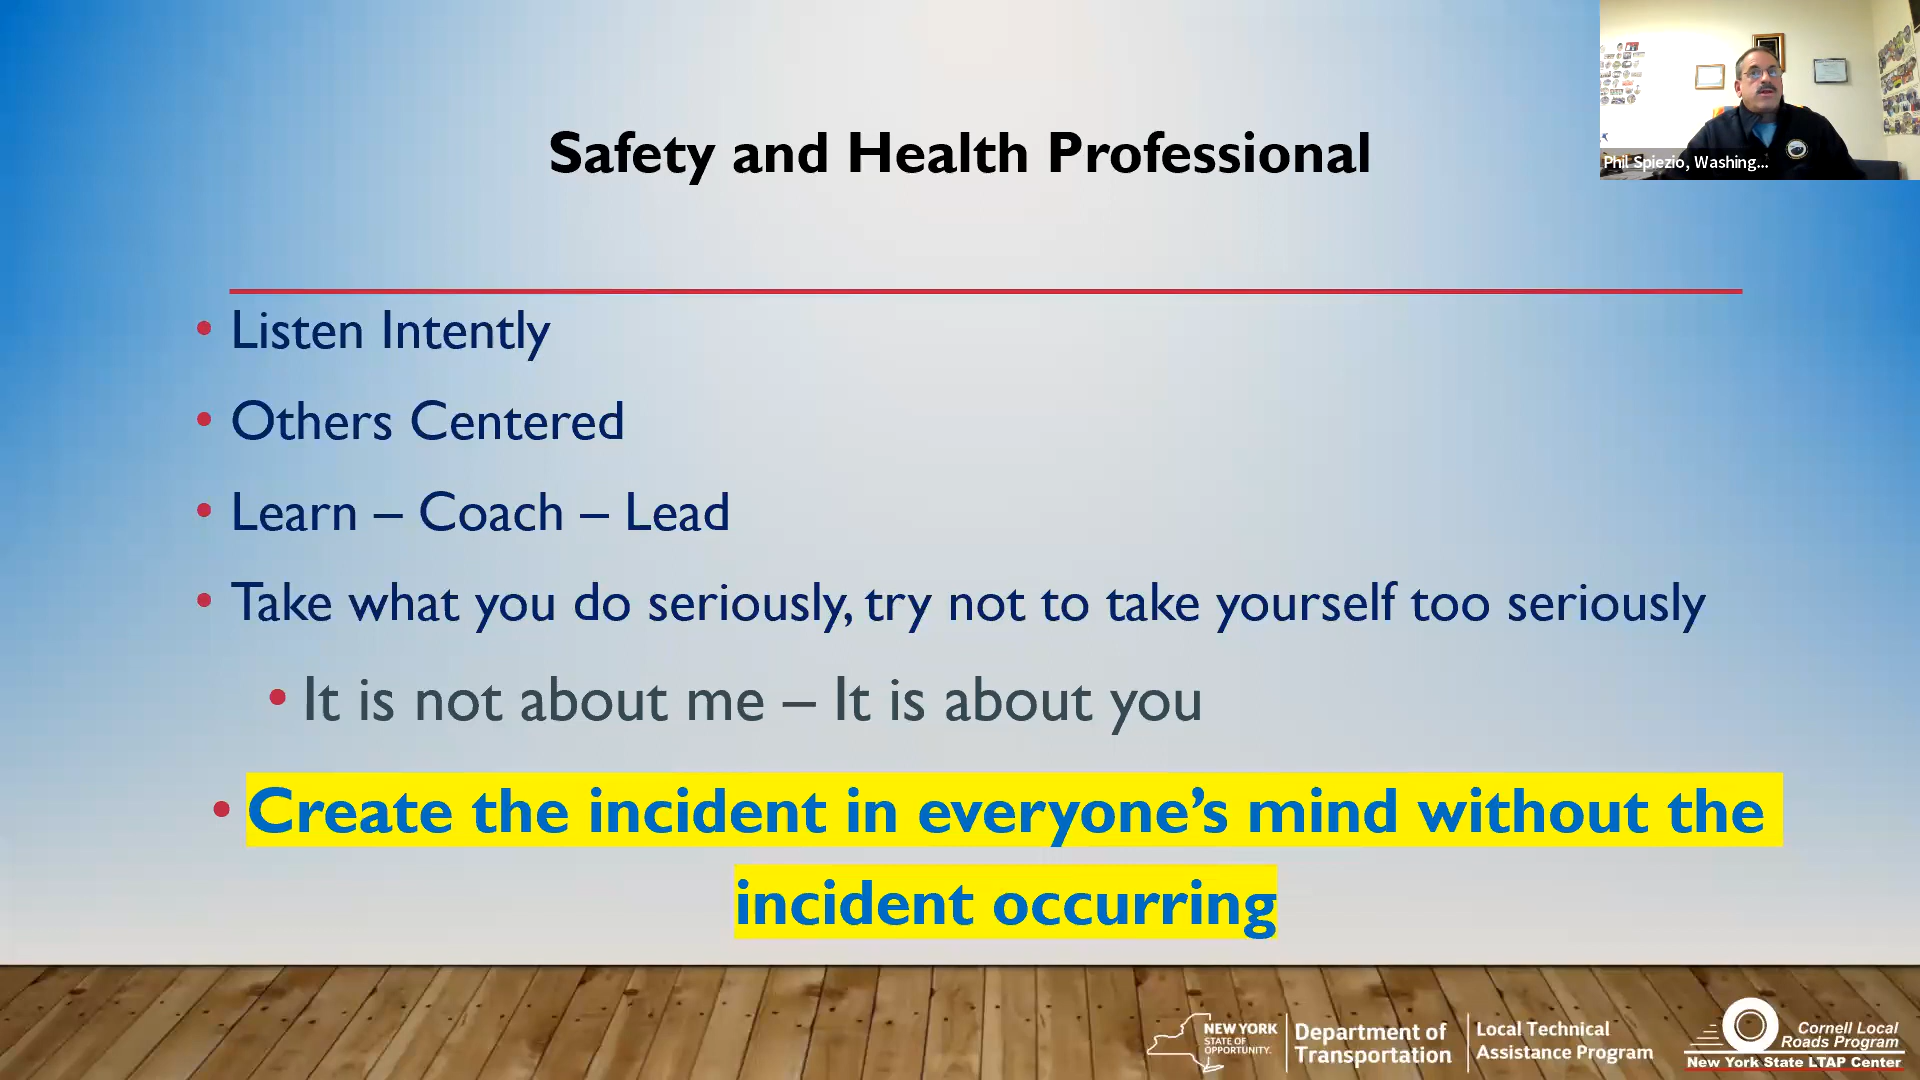 Safety and Health Professional
Phil Spiezio, Washing...
• Listen Intently
• Others Centered
• Learn – Coach – Lead
• Take what you do seriously, try not to take yourself too seriously
• It is not about me – It is about you
• Create the incident in everyone’s mind without the
incident occurring
NEW YORK
STATE OF
OPPORTUNITY.
Department of
Transportation
Local Technical
Assistance Program
Cornell Local
Roads Program
New York State LTAP Center